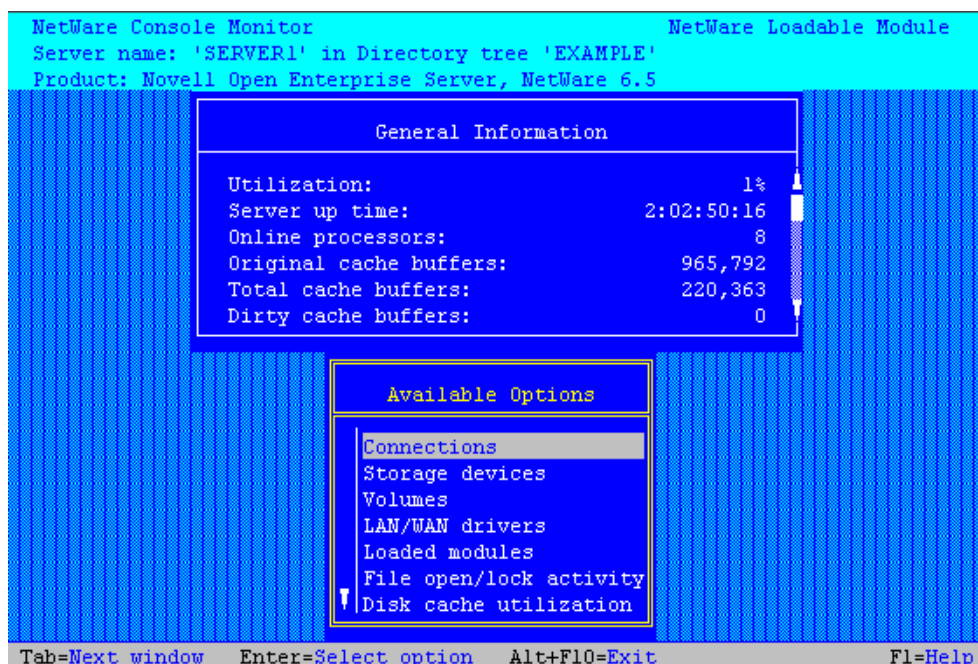 NetWare Console Monitor NetWare Loadable Module
Server name: 'SERVER1' in Directory tree 'EXAMPLE'
Product: Novell Open Enterprise Server, NetWare 6.5
General Information
Utilization: 1%
Server up time: 2:02:50:16
Online processors: 8
Original cache buffers: 965,792
Total cache buffers: 220,363
Dirty cache buffers: 0
Available Options
Connections
Storage devices
Volumes
LAN/WAN drivers
Loaded modules
File open/lock activity
Disk cache utilization
Tab=Next window Enter=Select option Alt+F10=Exit F1=Help